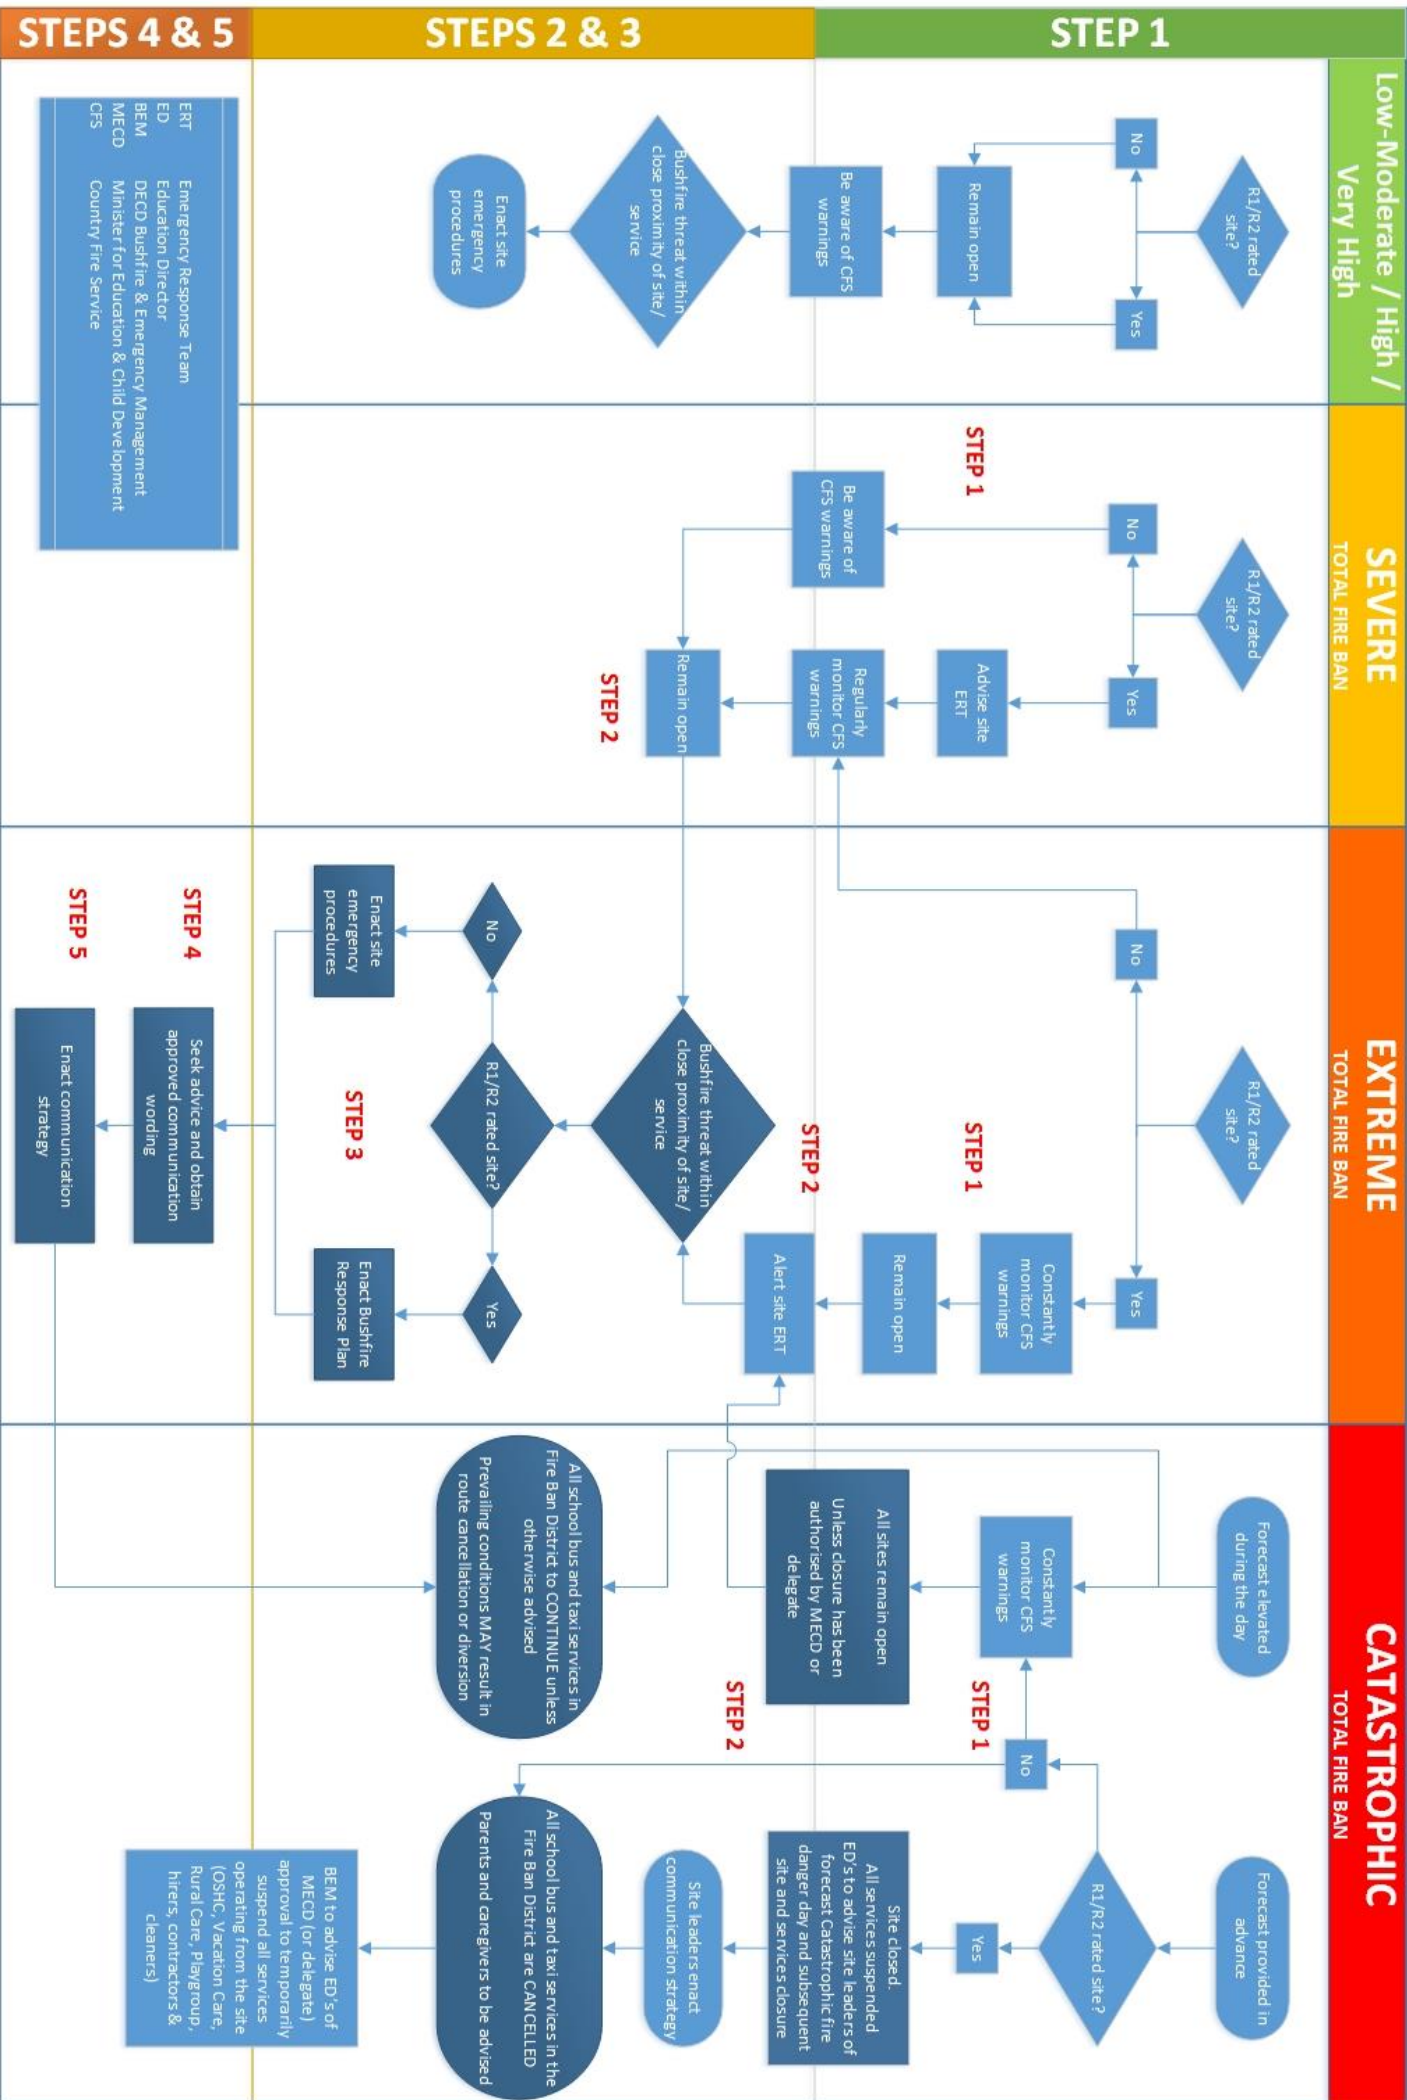 Low-Moderate / High /
Very High
SEVERE
TOTAL FIRE BAN
EXTREME
TOTAL FIRE BAN
CATASTROPHIC
TOTAL FIRE BAN
STEP 1
STEPS 2 & 3
STEPS 4 & 5
R1/R2 rated
site?
No
Yes
Remain open
Be aware of CFS
warnings
Bushfire threat within
close proximity of site/
service
Enact site
emergency
procedures
ERT Emergency Response Team
ED Education Director
BEM DECD Bushfire & Emergency Management
MECD Minister for Education & Child Development
CFS Country Fire Service
R1/R2 rated
site?
No
Yes
STEP 1
Advise site
ERT
Be aware of
CFS warnings
Regularly
monitor CFS
warnings
Remain open
STEP 2
R1/R2 rated
site?
No
Yes
Constantly
monitor CFS
warnings
STEP 1
Remain open
STEP 2
Alert site ERT
Bushfire threat within
close proximity of site/
service
R1/R2 rated site?
No
Yes
Enact site
emergency
procedures
STEP 3
Enact Bushfire
Response Plan
STEP 4
Seek advice and obtain
approved communication
wording
STEP 5
Enact communication
strategy
Forecast elevated
during the day
Constantly
monitor CFS
warnings
All sites remain open
Unless closure has been
authorised by MECD or
delegate
All school bus and taxi services in
Fire Ban District to CONTINUE unless
otherwise advised
Prevailing conditions MAY result in
route cancellation or diversion
STEP 1
STEP 2
Forecast provided in
advance
R1/R2 rated site?
No
Yes
Site closed.
All services suspended
ED's to advise site leaders of
forecast Catastrophic fire
danger day and subsequent
site and services closure
Site leaders enact
communication strategy
All school bus and taxi services in the
Fire Ban District are CANCELLED
Parents and caregivers to be advised
BEM to advise ED's of
MECD (or delegate)
approval to temporarily
suspend all services
operating from the site
(OSHC, Vacation Care,
Rural Care, Playgroup,
hirers, contractors &
cleaners)